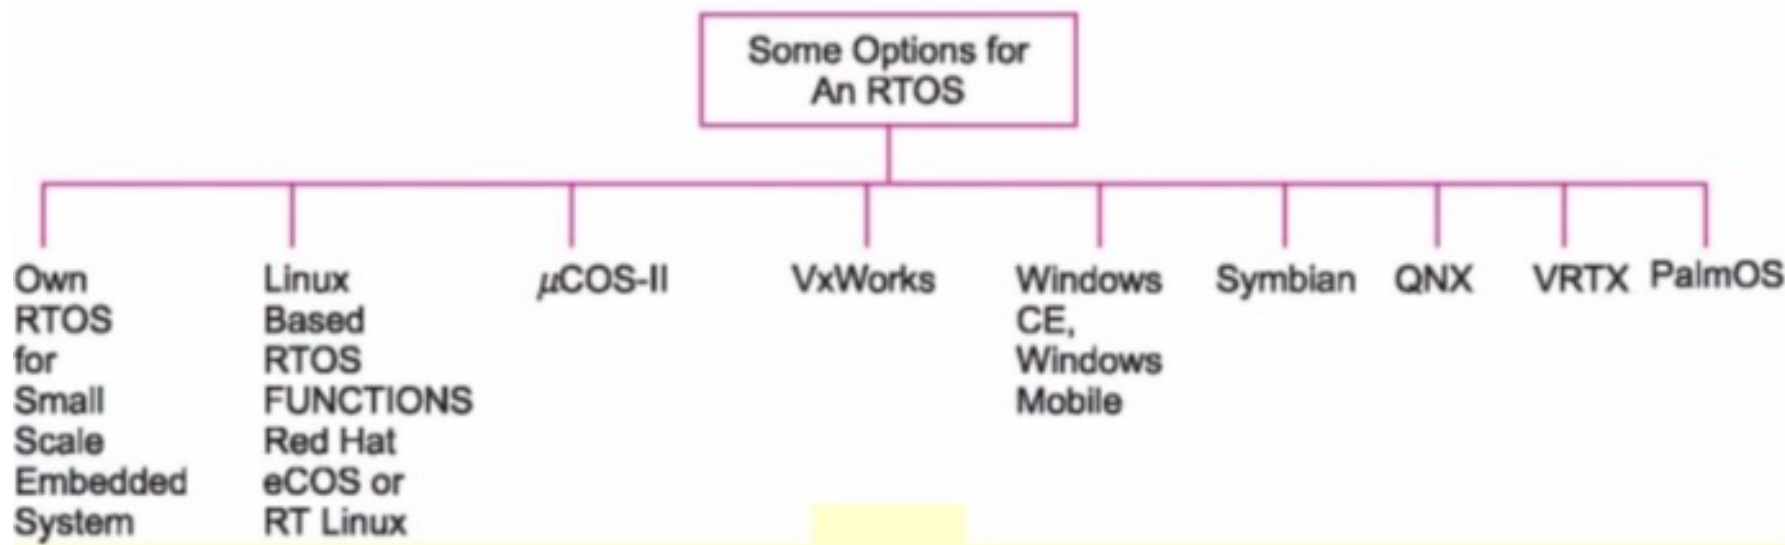 Some Options for
An RTOS
Own
RTOS
for
Small
Scale
Embedded
System
Linux
Based
RTOS
FUNCTIONS
Red Hat
eCOS or
RT Linux
μCOS-II
VxWorks
Windows
CE,
Windows
Mobile
Symbian
QNX
VRTX
PalmOS